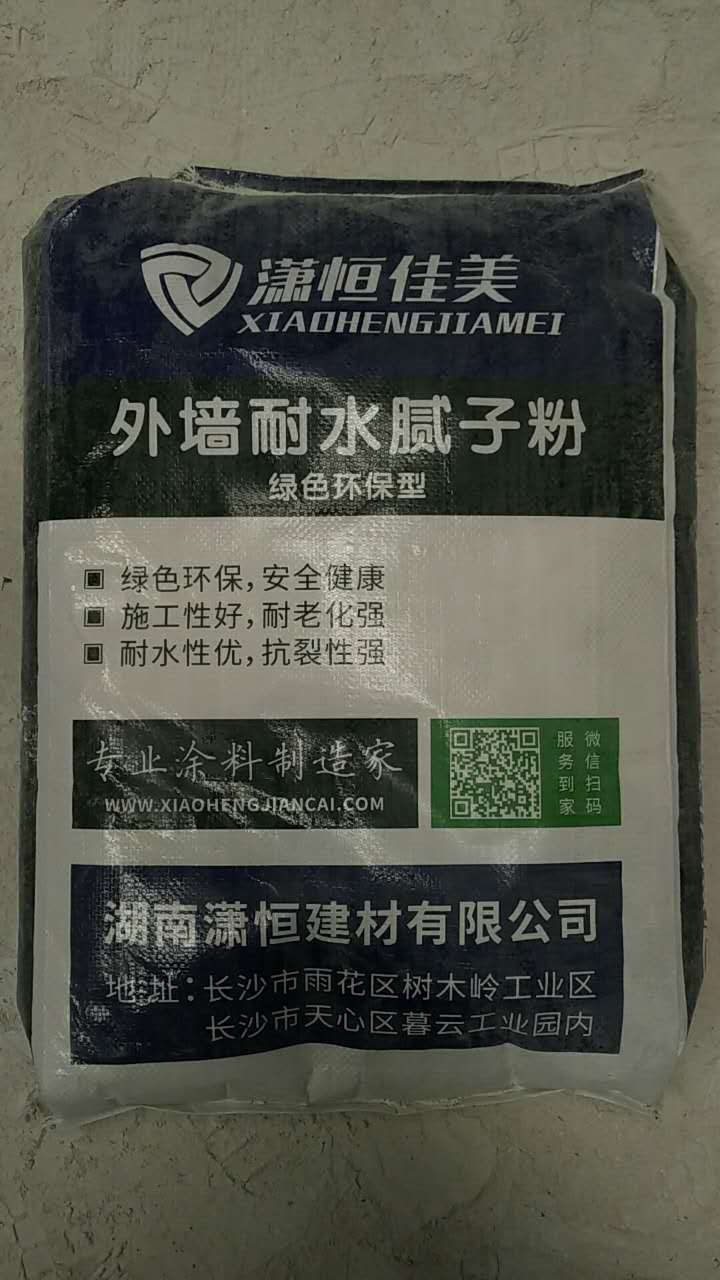 潇恒佳美
XIAOHENGJIAMEI
外墙耐水腻子粉
绿色环保型
绿色环保,安全健康
施工性好,耐老化强
耐水性优,抗裂性强
专业涂料制造家
WWW.XIAOHENGJIANCAI.COM
微信扫码
服务到家
湖南潇恒建材有限公司
地址:长沙市雨花区树木岭工业区
长沙市天心区暮云工业园内